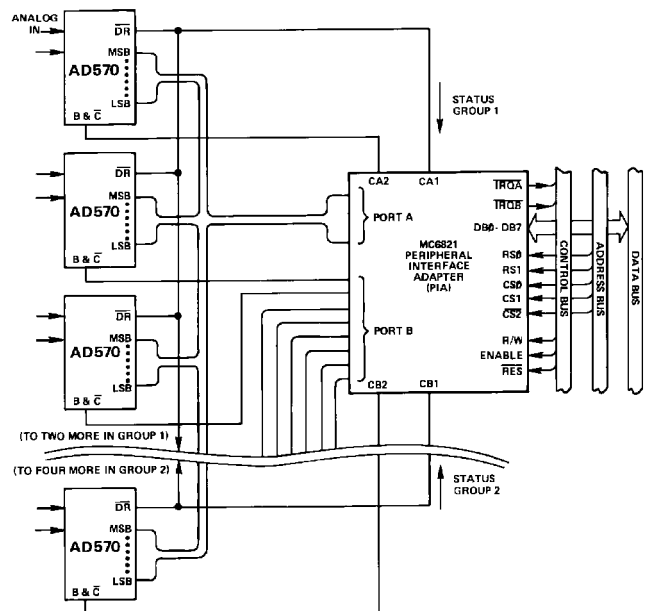 ANALOG
IN
AD570
DR
MSB
LSB
B & C
STATUS
GROUP 1
AD570
DR
MSB
LSB
B & C
CA2
CA1
PORT A
MC6821
PERIPHERAL
INTERFACE
ADAPTER
(PIA)
PORT B
CB2
CB1
IRQA
IRQB
DBØ-DB7
RSØ
RS1
CSØ
CS1
CS2
R/W
ENABLE
RES
CONTROL BUS
ADDRESS BUS
DATA BUS
AD570
DR
MSB
LSB
B & C
(TO TWO MORE IN GROUP 1)
(TO FOUR MORE IN GROUP 2)
STATUS
GROUP 2
AD570
DR
MSB
LSB
B & C